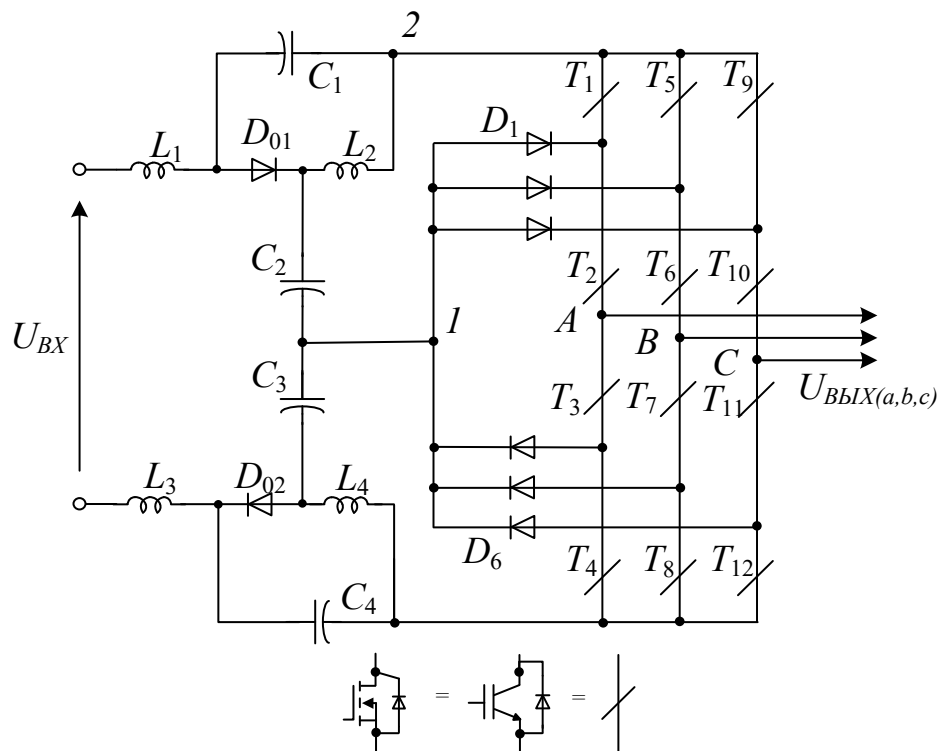 2
C1
T1 T5 T9
D01
D1
L1 L2
C2
T2 T6 T10
1
A
UBX
B
C3
C
T3 T7 T11
UВЫХ(a,b,c)
L3 D02 L4
D6
T4 T8 T12
C4
= =